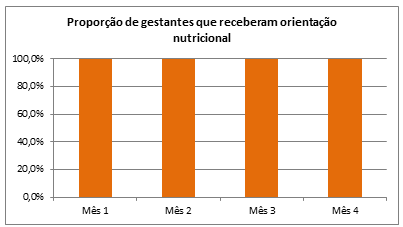 Proporção de gestantes que receberam orientação
nutricional
100,0%
80,0%
60,0%
40,0%
20,0%
0,0%
Mês 1 Mês 2 Mês 3 Mês 4